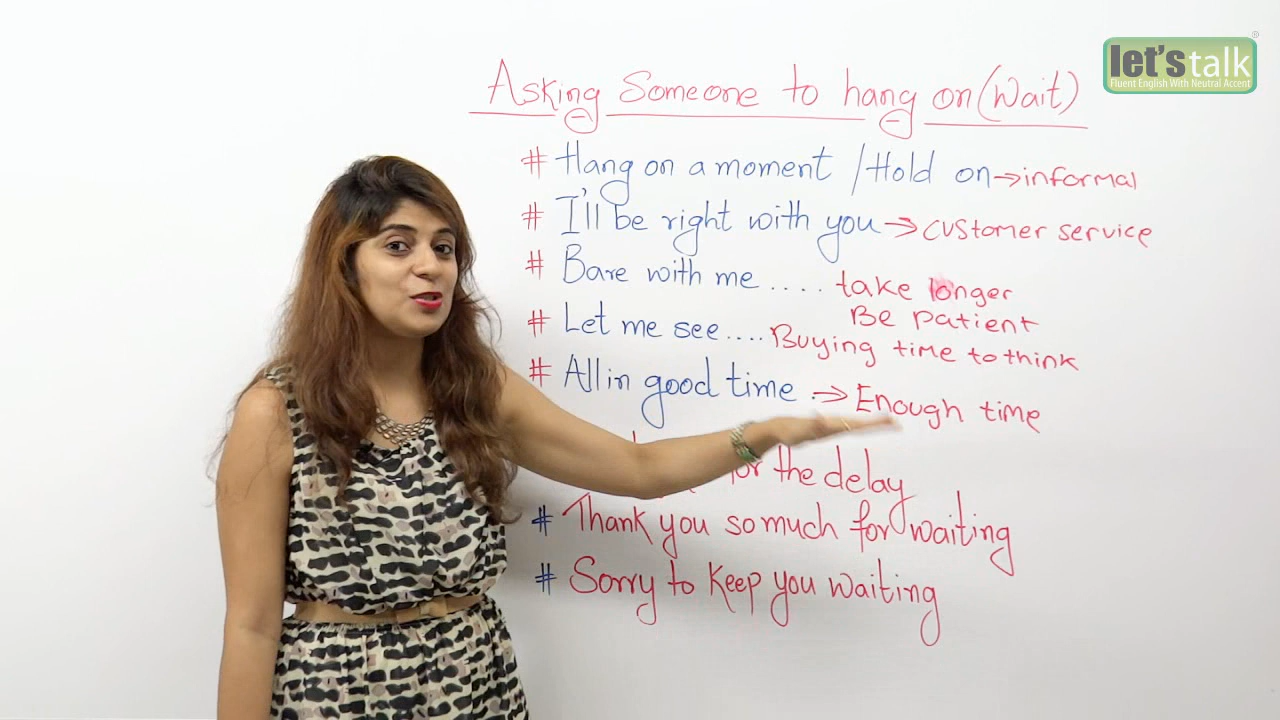 let's talk ®
Fluent English With Neutral Accent
Asking Someone to hang on (Wait)
# Hang on a moment / Hold on → informal
# I'll be right with you → customer service
# Bare with me .... take longer
Be patient
# Let me see .... Buying time to think
# All in good time → Enough time
for the delay
# Thank you so much for waiting
# Sorry to keep you waiting